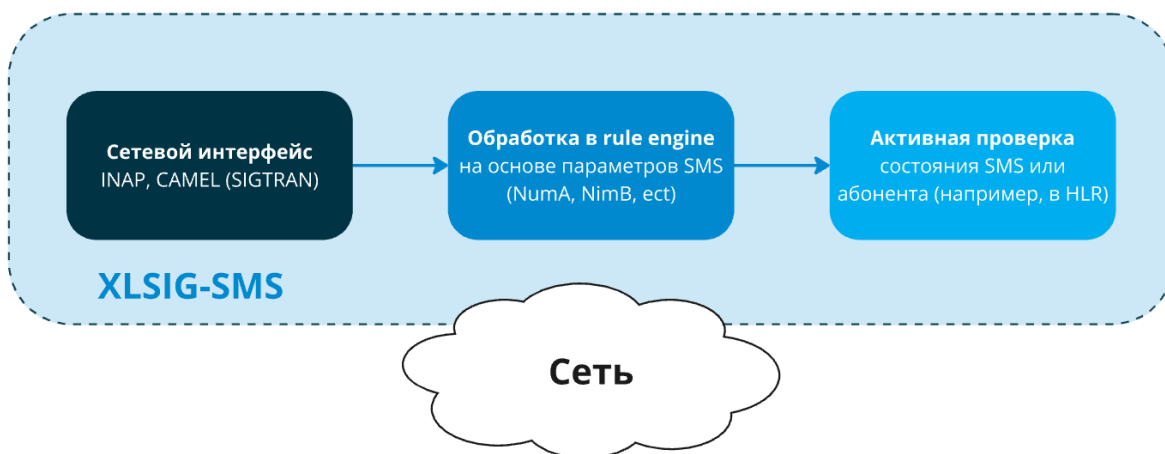 Сетевой интерфейс
INAP, CAMEL (SIGTRAN)
Обработка в rule engine
на основе параметров SMS
(NumA, NimB, ect)
Активная проверка
состояния SMS или
абонента (например, в HLR)
XLSIG-SMS
Сеть